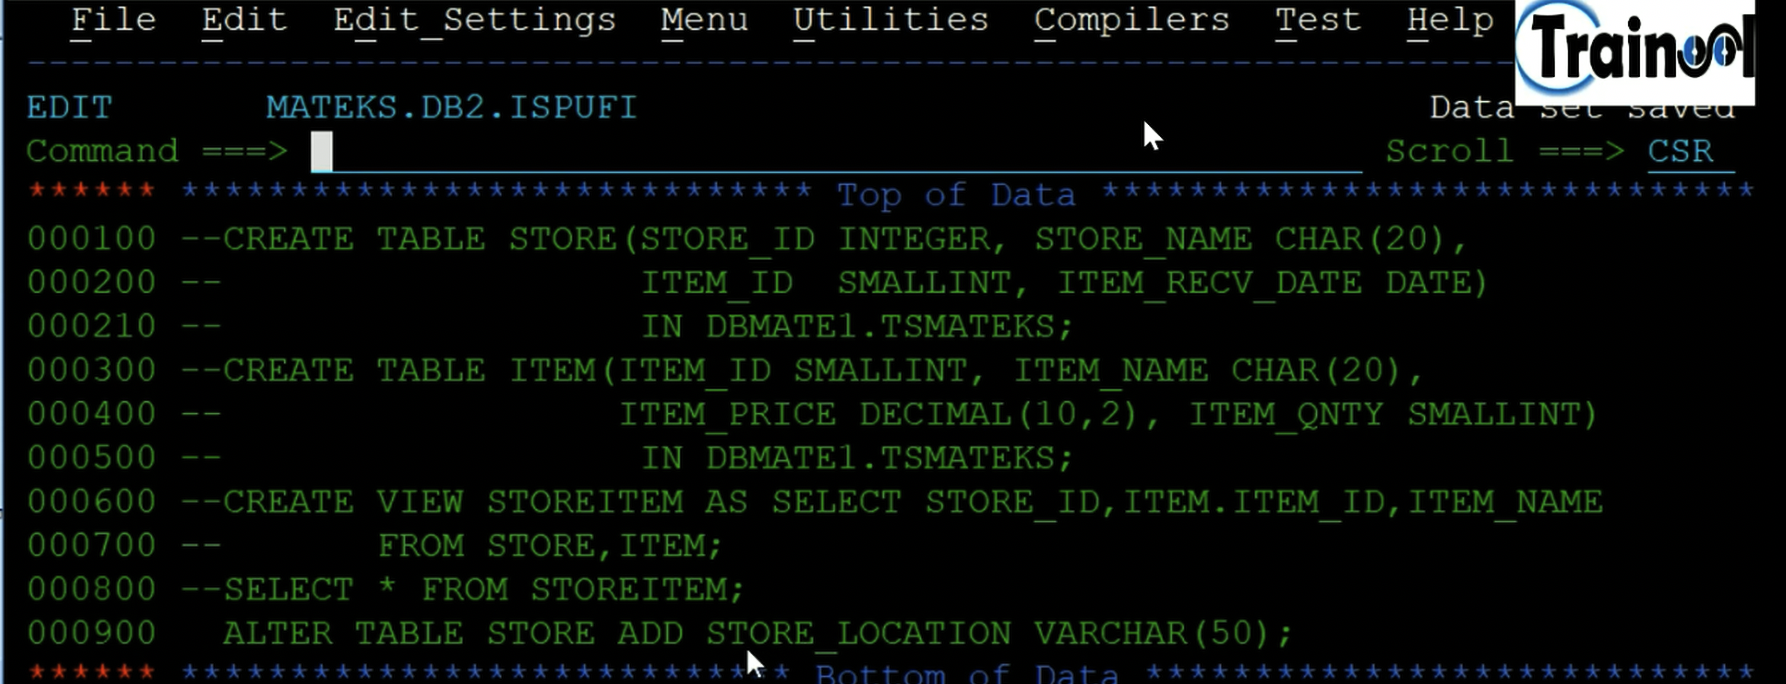 File Edit Edit_Settings Menu Utilities Compilers Test Help
Trainool
EDIT MATEKS.DB2.ISPUFI Data set saved
Command ===> Scroll ===> CSR
****** ***************************** Top of Data ******************************
000100 --CREATE TABLE STORE(STORE_ID INTEGER, STORE_NAME CHAR(20),
000200 -- ITEM_ID SMALLINT, ITEM_RECV_DATE DATE)
000210 -- IN DBMATE1.TSMATEKS;
000300 --CREATE TABLE ITEM(ITEM_ID SMALLINT, ITEM_NAME CHAR(20),
000400 -- ITEM_PRICE DECIMAL(10,2), ITEM_QNTY SMALLINT)
000500 -- IN DBMATE1.TSMATEKS;
000600 --CREATE VIEW STOREITEM AS SELECT STORE_ID,ITEM.ITEM_ID,ITEM_NAME
000700 -- FROM STORE,ITEM;
000800 --SELECT * FROM STOREITEM;
000900 ALTER TABLE STORE ADD STORE_LOCATION VARCHAR(50);
****** **************************** Bottom of Data ****************************